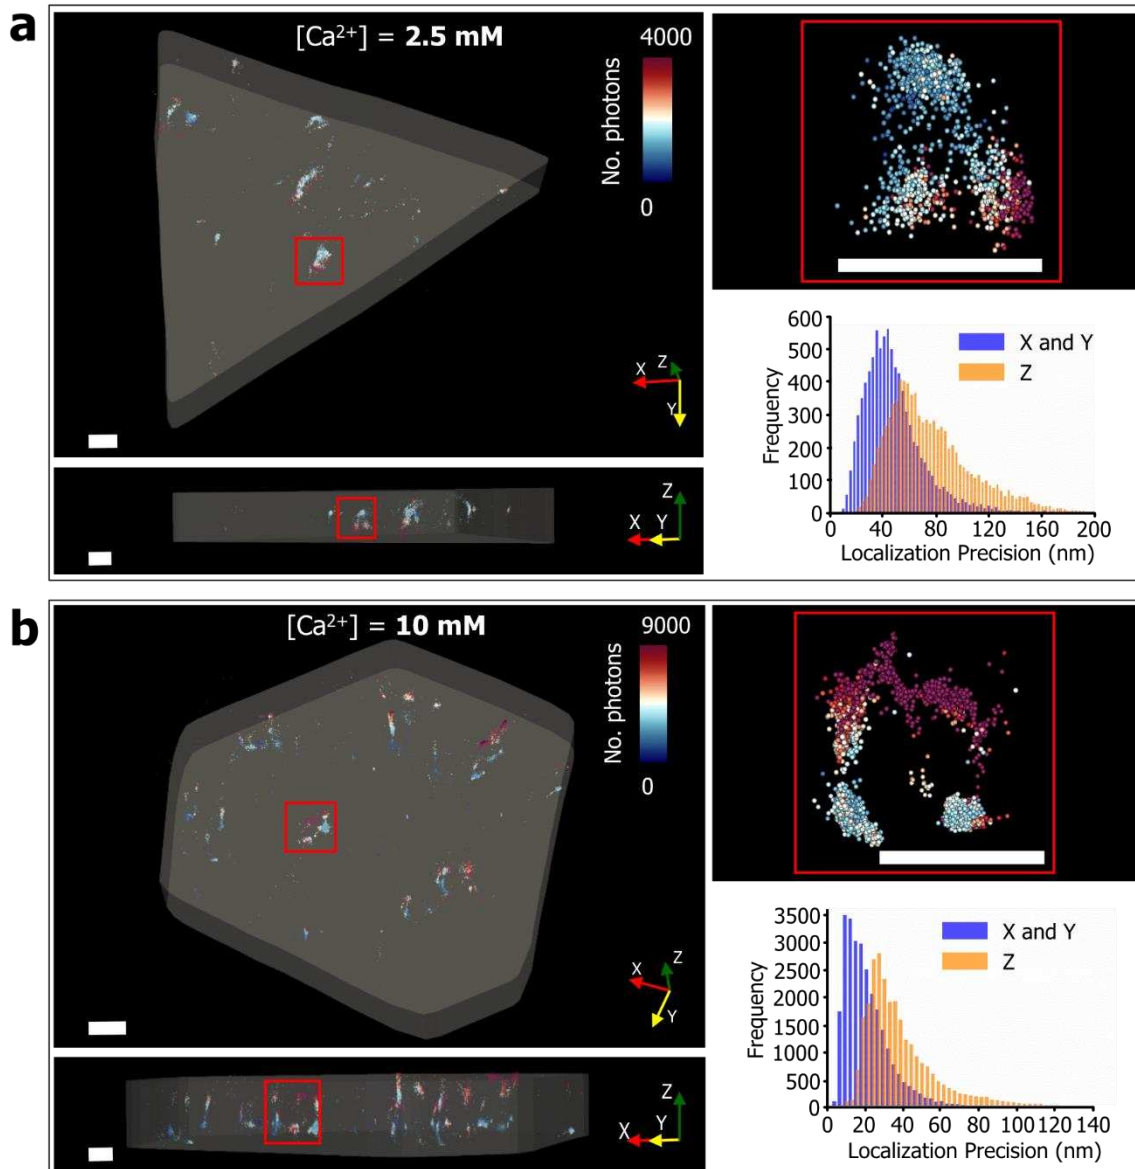 a
[Ca²⁺] = 2.5 mM
4000
No. photons
0
X
Z
Y
Z
X
Y
600
500
400
300
200
100
0
Frequency
X and Y
Z
0
40
80
120
160
200
Localization Precision (nm)
b
[Ca²⁺] = 10 mM
9000
No. photons
0
X
Z
Y
Z
X
Y
3500
3000
2500
2000
1500
1000
500
0
Frequency
X and Y
Z
0
20
40
60
80
100
120
140
Localization Precision (nm)